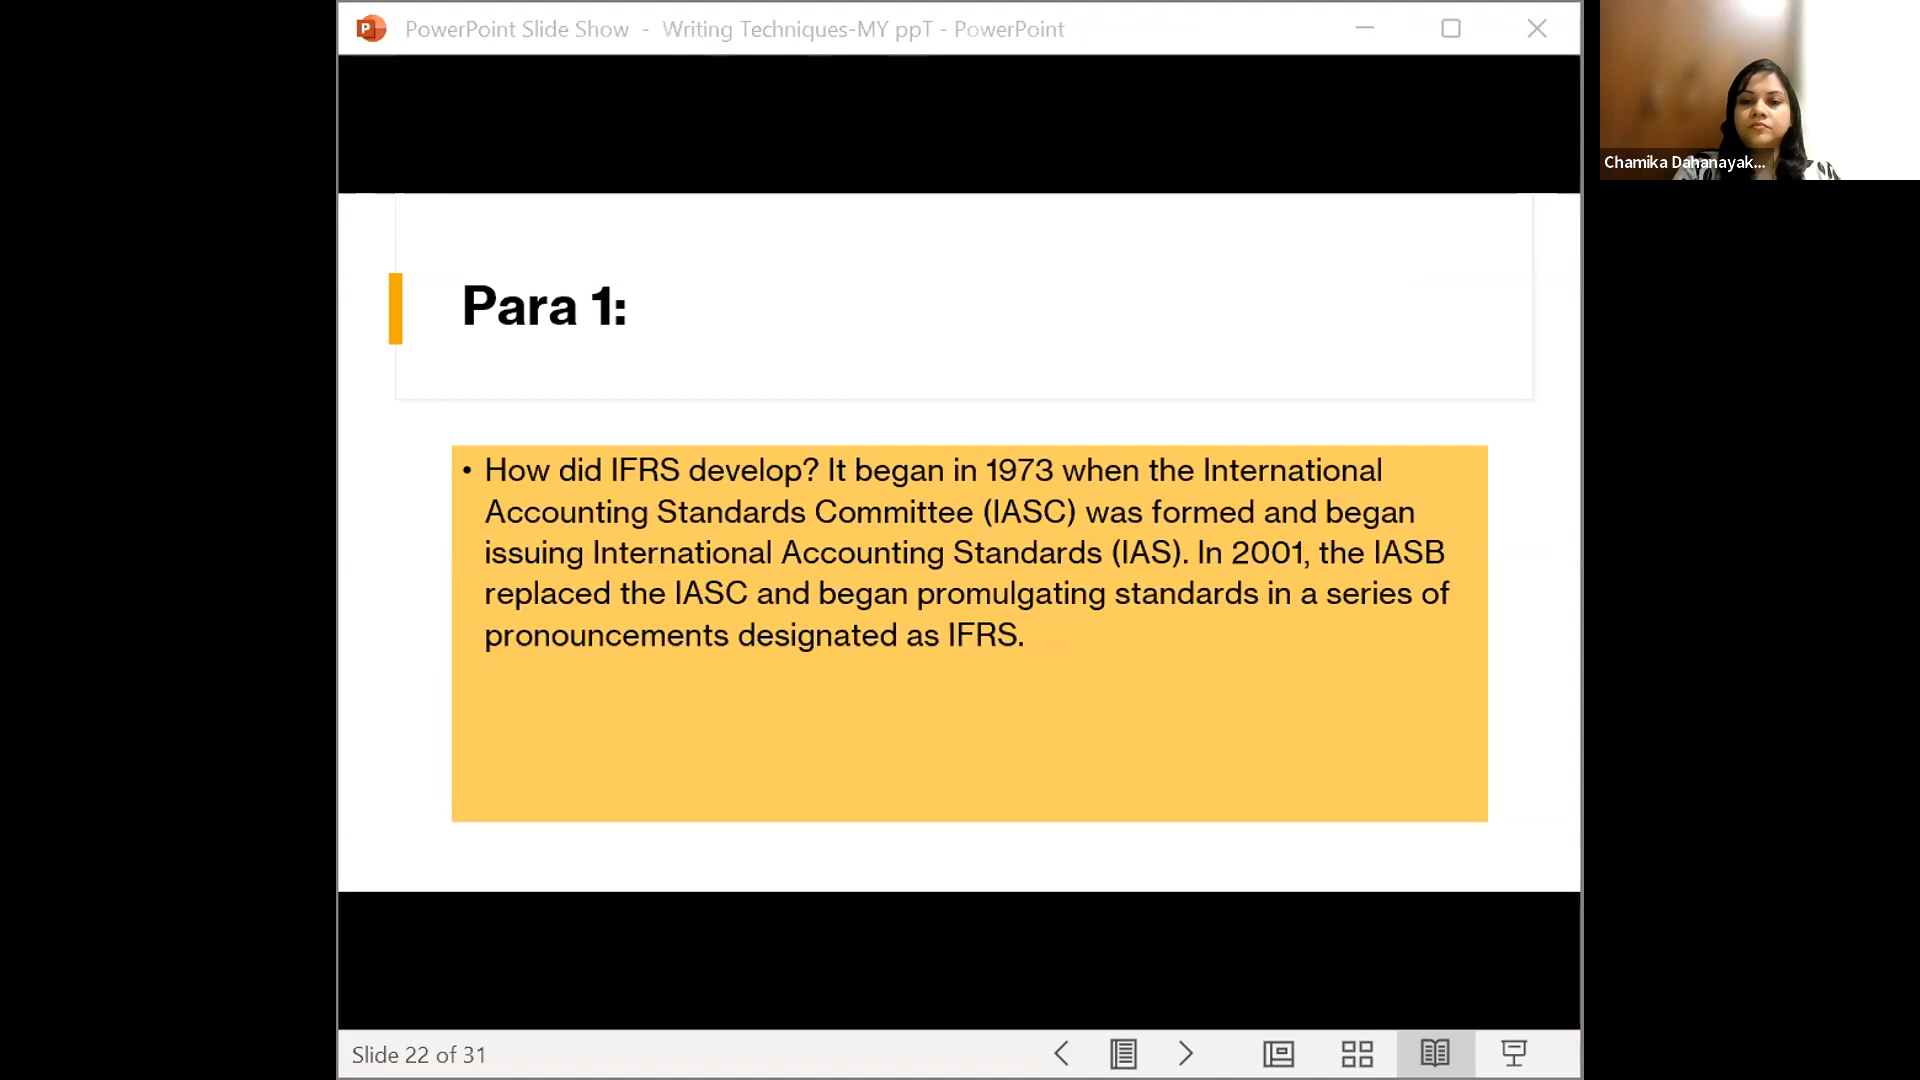 PowerPoint Slide Show - Writing Techniques-MY ppT - PowerPoint
Chamika Dahanayak...
Para 1:
• How did IFRS develop? It began in 1973 when the International
Accounting Standards Committee (IASC) was formed and began
issuing International Accounting Standards (IAS). In 2001, the IASB
replaced the IASC and began promulgating standards in a series of
pronouncements designated as IFRS.
Slide 22 of 31